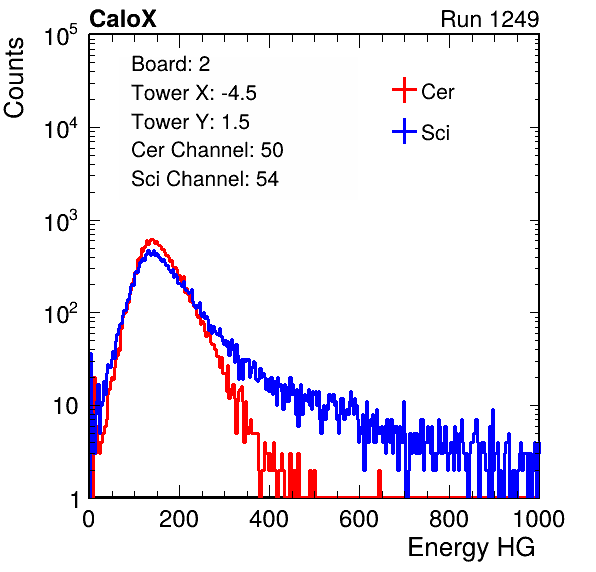 CaloX Run 1249
Counts
Board: 2
Tower X: -4.5
Tower Y: 1.5
Cer Channel: 50
Sci Channel: 54
Cer
Sci
10^5
10^4
10^3
10^2
10
1
0 200 400 600 800 1000
Energy HG